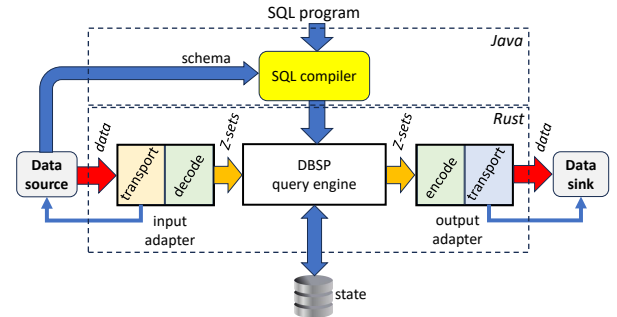 SQL program
Java
schema
SQL compiler
Rust
data
Z-sets
Z-sets
data
Data
source
transport
decode
DBSP
query engine
encode
transport
Data
sink
input
adapter
output
adapter
state